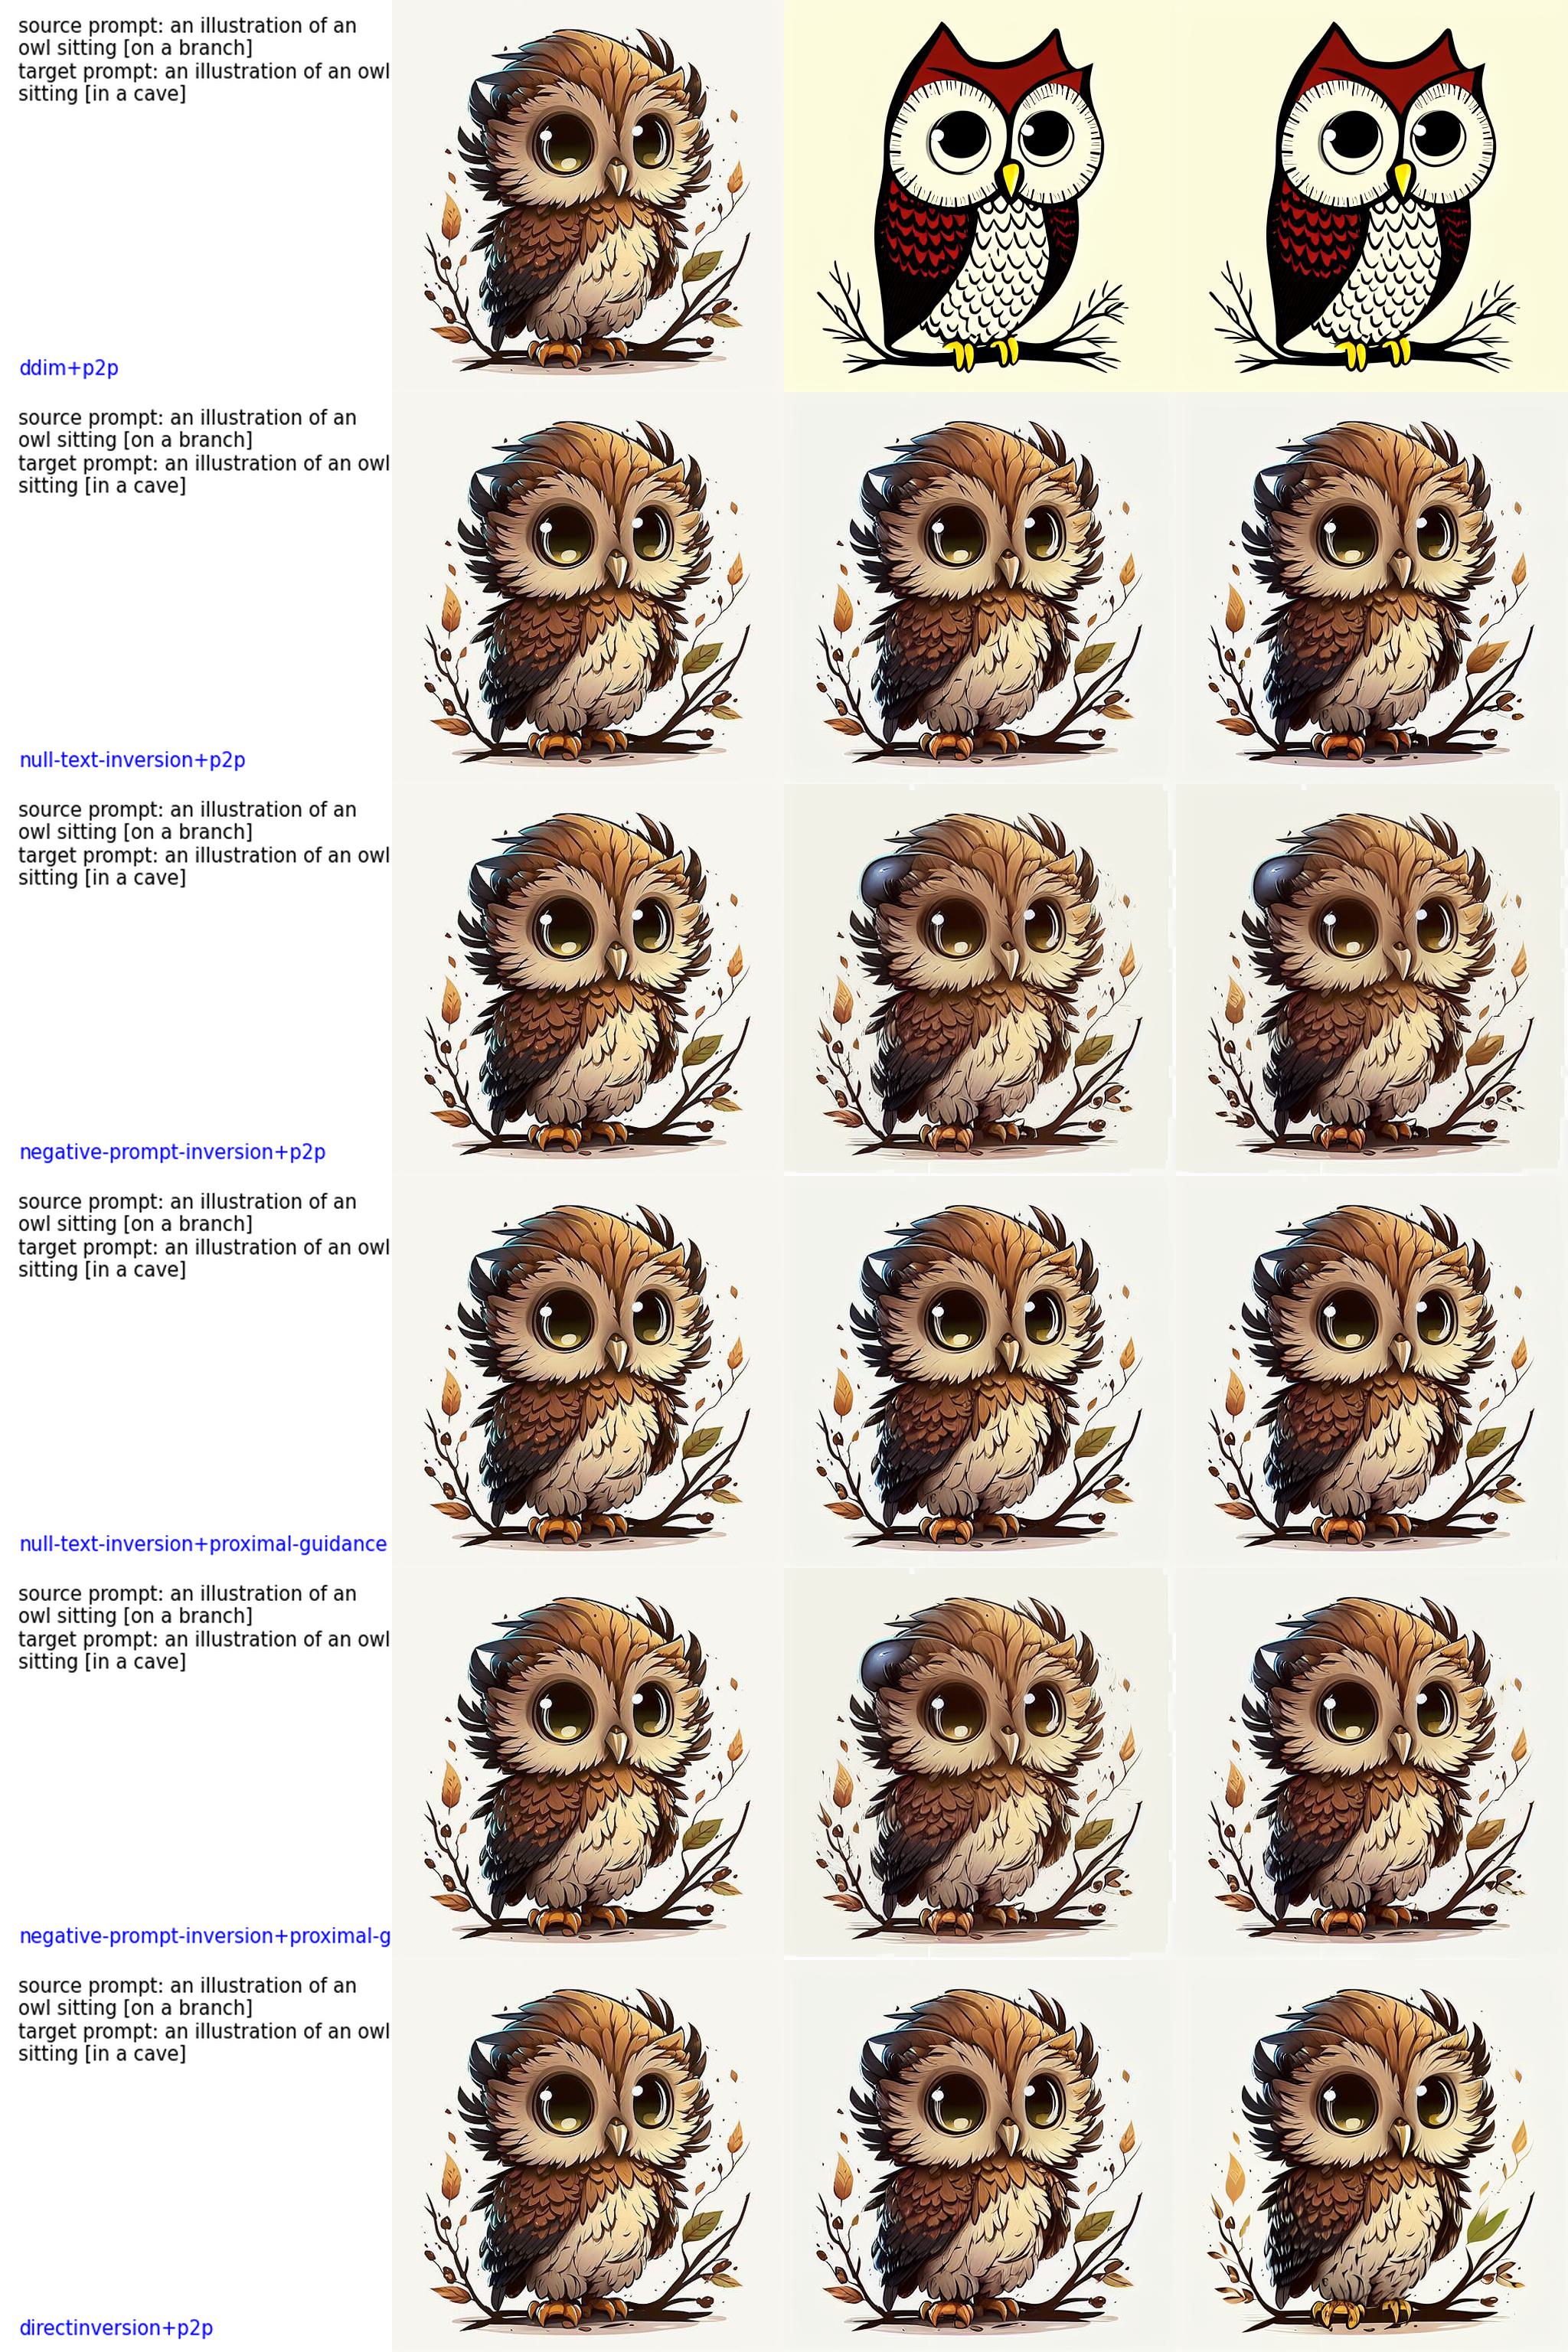 source prompt: an illustration of an
owl sitting [on a branch]
target prompt: an illustration of an owl
sitting [in a cave]
ddim+p2p
source prompt: an illustration of an
owl sitting [on a branch]
target prompt: an illustration of an owl
sitting [in a cave]
null-text-inversion+p2p
source prompt: an illustration of an
owl sitting [on a branch]
target prompt: an illustration of an owl
sitting [in a cave]
negative-prompt-inversion+p2p
source prompt: an illustration of an
owl sitting [on a branch]
target prompt: an illustration of an owl
sitting [in a cave]
null-text-inversion+proximal-guidance
source prompt: an illustration of an
owl sitting [on a branch]
target prompt: an illustration of an owl
sitting [in a cave]
negative-prompt-inversion+proximal-g
source prompt: an illustration of an
owl sitting [on a branch]
target prompt: an illustration of an owl
sitting [in a cave]
directinversion+p2p